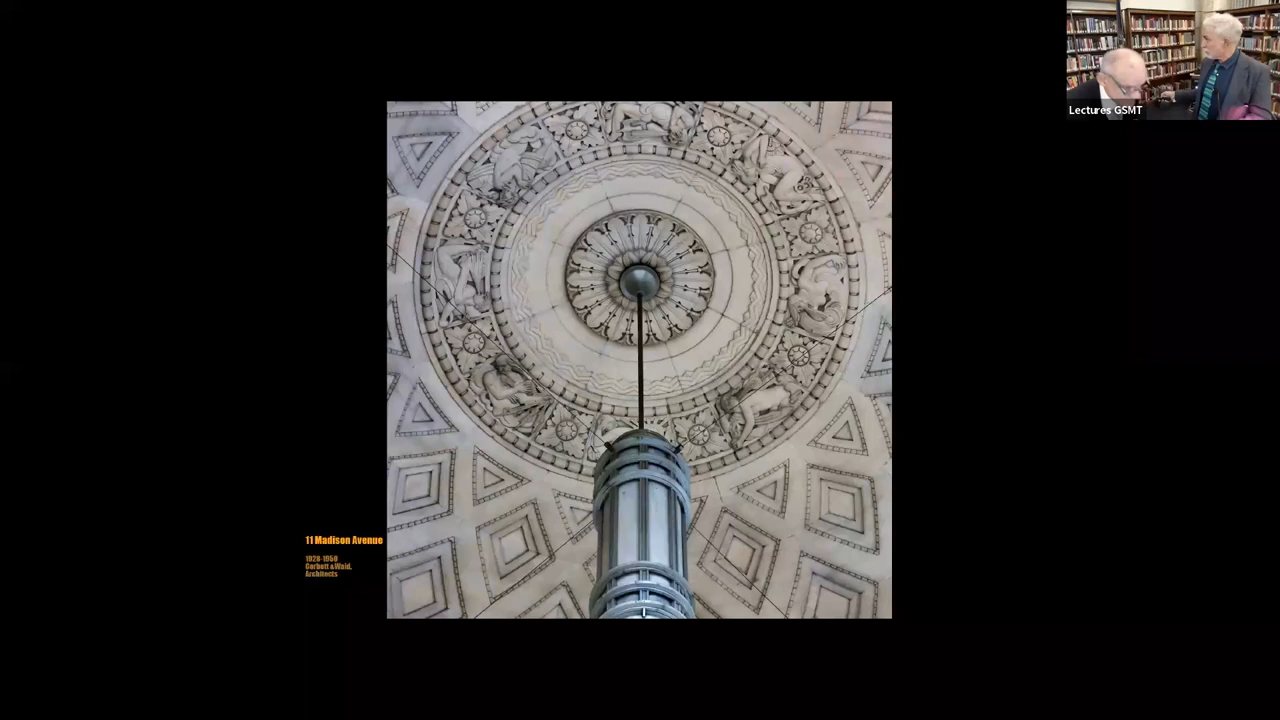 Lectures GSMT
11 Madison Avenue
1928-1950
Corbett & Waid,
Architects